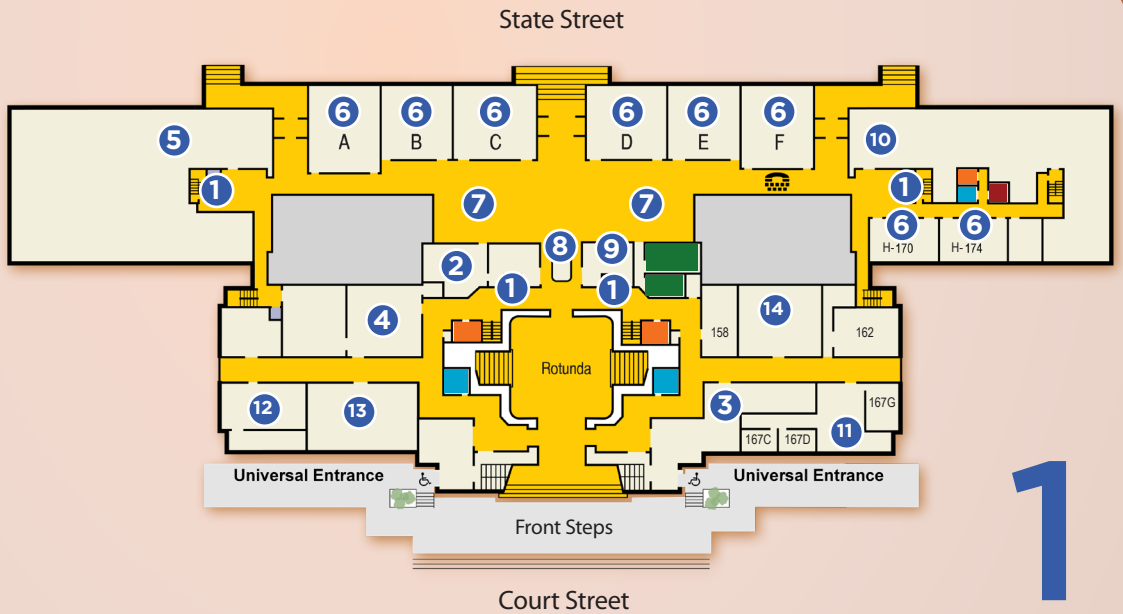 State Street
6 6 6 6 6 6
A B C D E F
5 10
1 1
7 7 6 6
H-170 H-174
8 9
2
1 1
4 14
158 162
Rotunda
12 13 3 11
167G
167C 167D
Universal Entrance Universal Entrance
Front Steps
1
Court Street